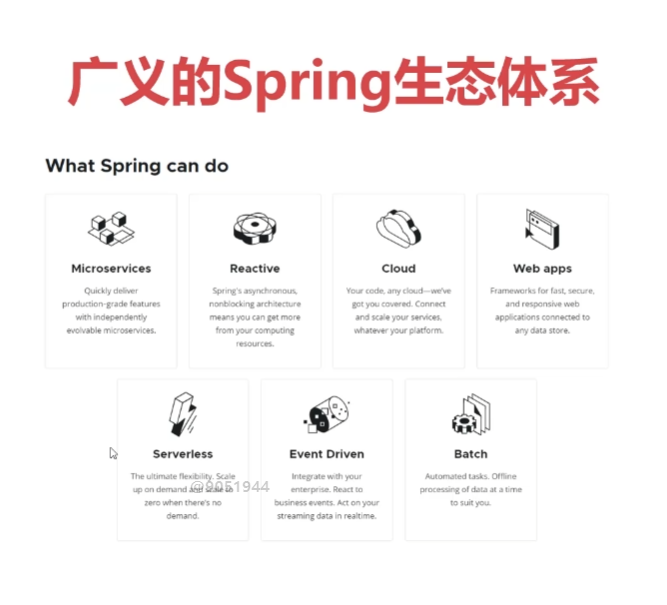 广义的Spring生态体系
What Spring can do
Microservices
Quickly deliver
production-grade features
with independently
evolvable microservices.
Reactive
Spring's asynchronous,
nonblocking architecture
means you can get more
from your computing
resources.
Cloud
Your code, any cloud—we've
got you covered. Connect
and scale your services,
whatever your platform.
Web apps
Frameworks for fast, secure,
and responsive web
applications connected to
any data store.
Serverless
The ultimate flexibility. Scale
up on demand and scale to
zero when there's no
demand.
Event Driven
Integrate with your
enterprise. React to
business events. Act on your
streaming data in realtime.
Batch
Automated tasks. Offline
processing of data at a time
to suit you.
@9051944